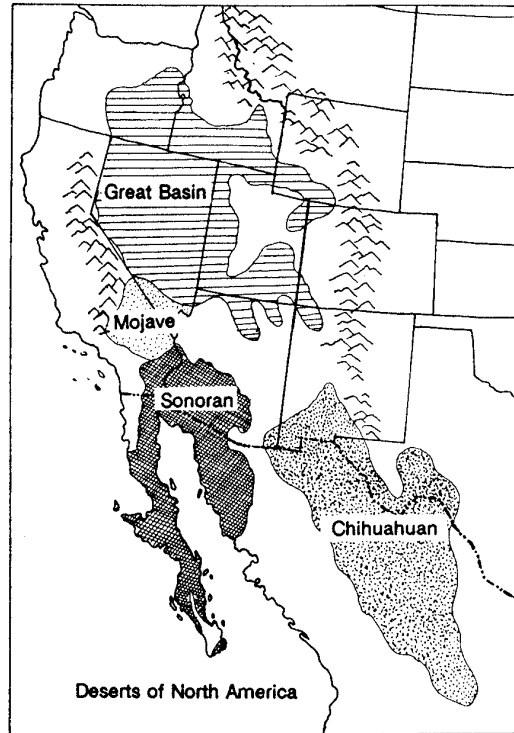 Great Basin
Mojave
Sonoran
Chihuahuan
Deserts of North America